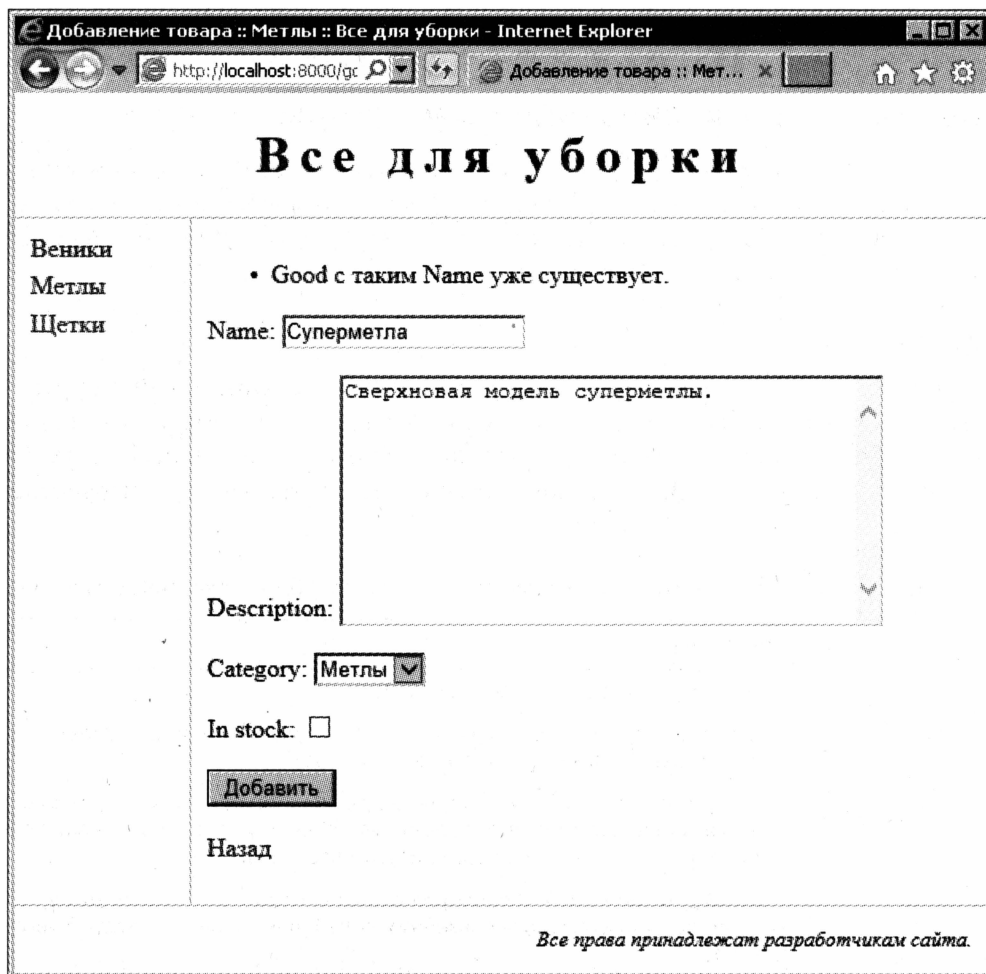 Добавление товара :: Метлы :: Все для уборки - Internet Explorer
http://localhost:8000/gc
Добавление товара :: Мет...
Все для уборки
Веники
Метлы
Щетки
• Good с таким Name уже существует.
Name: Суперметла
Сверхновая модель суперметлы.
Description:
Category: Метлы
In stock:
Добавить
Назад
Все права принадлежат разработчикам сайта.